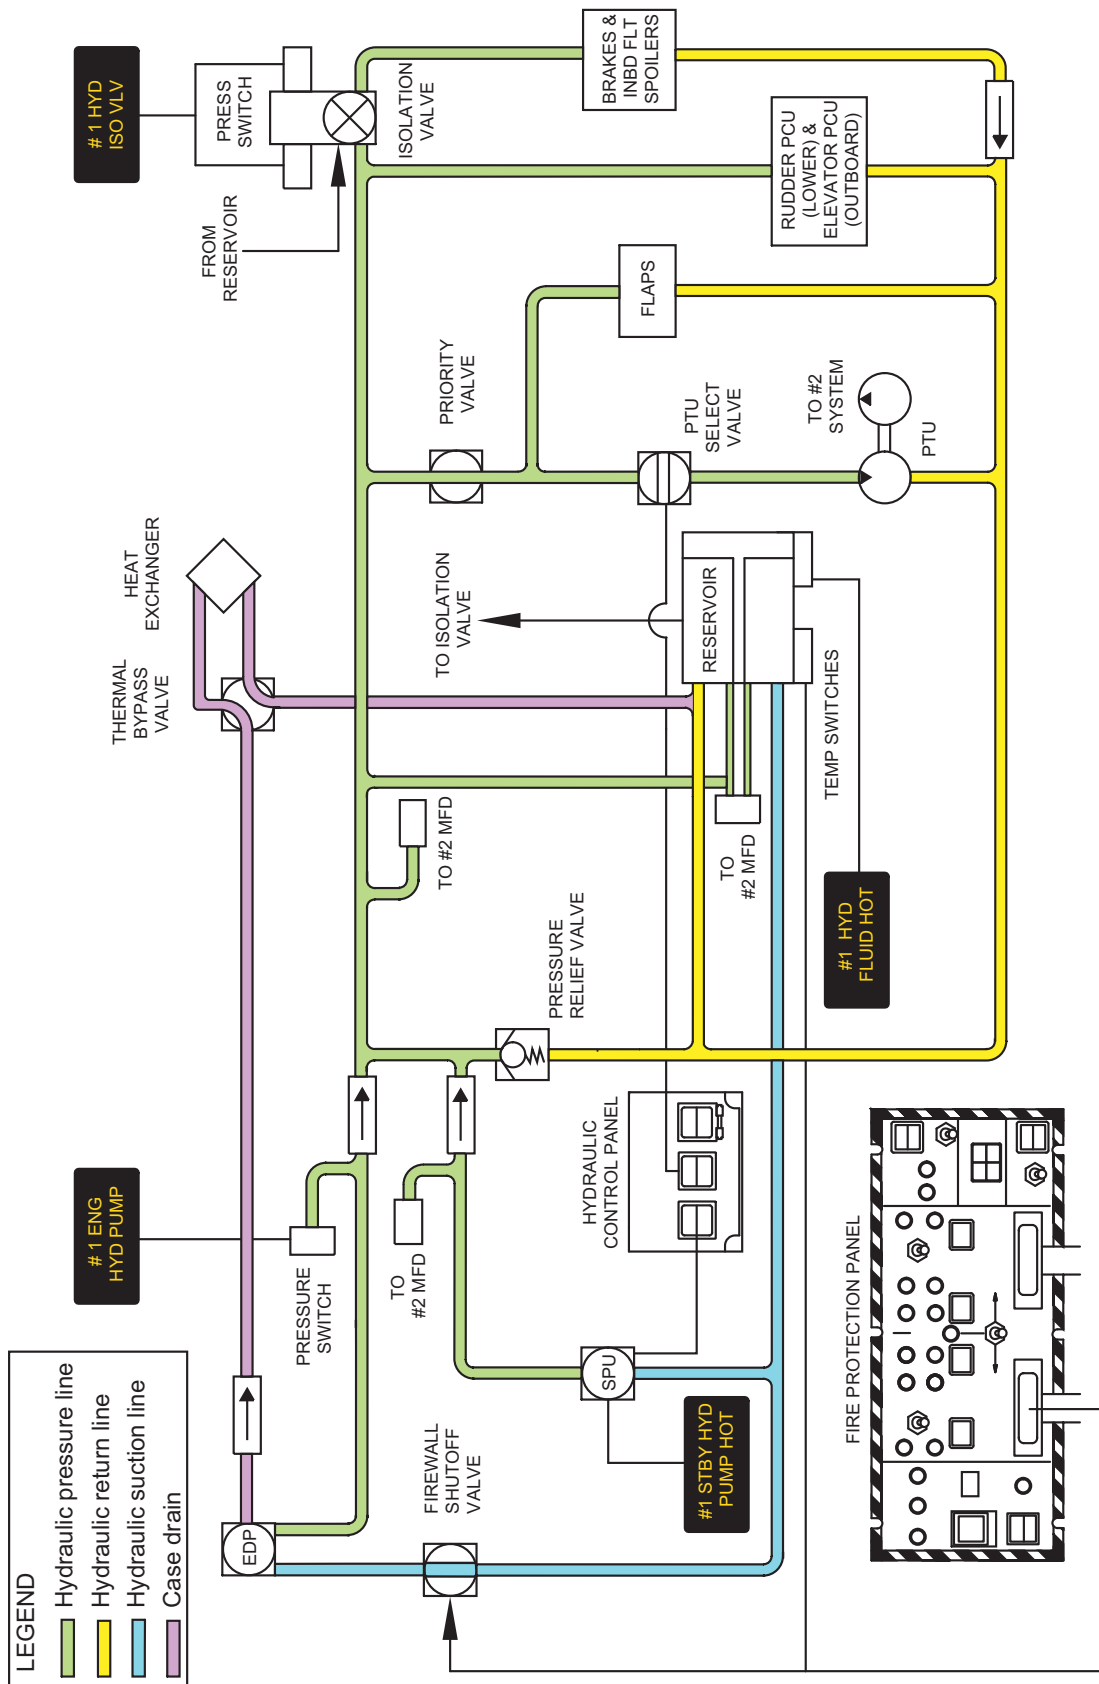 # 1 HYD
ISO VLV
PRESS
SWITCH
FROM
RESERVOIR
ISOLATION
VALVE
BRAKES &
INBD FLT
SPOILERS
RUDDER PCU
(LOWER) &
ELEVATOR PCU
(OUTBOARD)
FLAPS
PRIORITY
VALVE
PTU
SELECT
VALVE
TO #2
SYSTEM
PTU
HEAT
EXCHANGER
THERMAL
BYPASS
VALVE
TO ISOLATION
VALVE
RESERVOIR
TEMP SWITCHES
TO #2 MFD
TO
#2 MFD
#1 HYD
FLUID HOT
PRESSURE
RELIEF VALVE
HYDRAULIC
CONTROL PANEL
# 1 ENG
HYD PUMP
PRESSURE
SWITCH
TO
#2 MFD
SPU
#1 STBY HYD
PUMP HOT
FIREWALL
SHUTOFF
VALVE
EDP
FIRE PROTECTION PANEL
LEGEND
Hydraulic pressure line
Hydraulic return line
Hydraulic suction line
Case drain